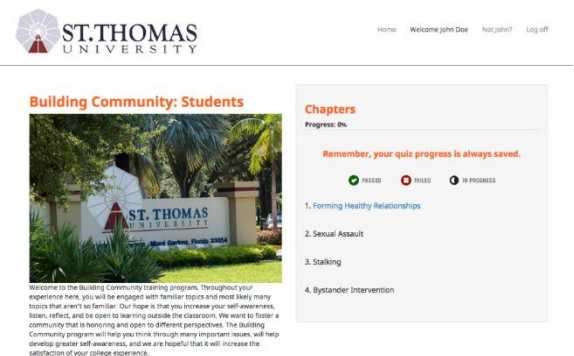 ST.THOMAS
UNIVERSITY
Home Welcome John Doe Not John? Log off
Building Community: Students
ST. THOMAS
UNIVERSITY
Miami Gardens, Florida 33054
Welcome to the Building Community training program. Throughout your
experience here, you will be engaged with familiar topics and most likely many
topics that aren't so familiar. Our hope is that you increase your self-awareness,
listen, reflect, and be open to learning outside the classroom. We want to foster a
community that is honoring and open to different perspectives. The Building
Community program will help you think through many important issues, will help
develop greater self-awareness, and we are hopeful that it will increase the
satisfaction of your college experience.
Chapters
Progress: 0%
Remember, your quiz progress is always saved.
PASSED FAILED IN PROGRESS
1. Forming Healthy Relationships
2. Sexual Assault
3. Stalking
4. Bystander Intervention